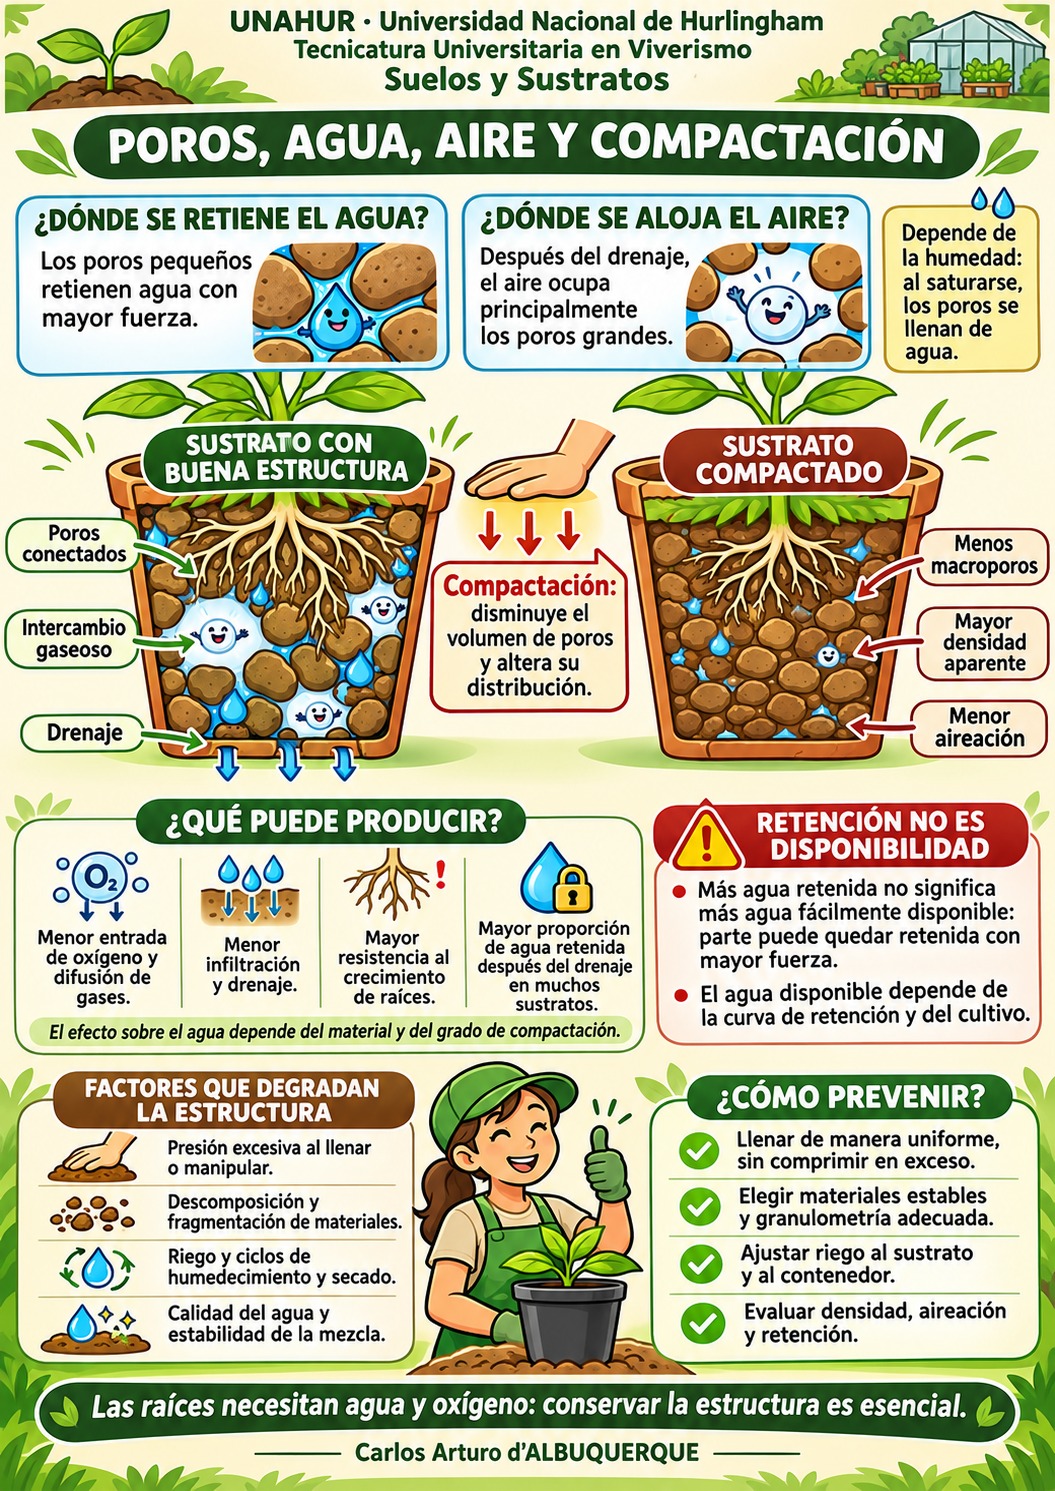 UNAHUR · Universidad Nacional de Hurlingham
Tecnicatura Universitaria en Viverismo
Suelos y Sustratos
POROS, AGUA, AIRE Y COMPACTACIÓN
¿DÓNDE SE RETIENE EL AGUA?
Los poros pequeños
retienen agua con
mayor fuerza.
¿DÓNDE SE ALOJA EL AIRE?
Después del drenaje,
el aire ocupa
principalmente
los poros grandes.
Depende de
la humedad:
al saturarse,
los poros se
llenan de
agua.
SUSTRATO CON
BUENA ESTRUCTURA
Poros
conectados
Intercambio
gaseoso
Drenaje
Compactación:
disminuye el
volumen de poros
y altera su
distribución.
SUSTRATO
COMPACTADO
Menos
macroporos
Mayor
densidad
aparente
Menor
aireación
¿QUÉ PUEDE PRODUCIR?
O₂
Menor entrada
de oxígeno y
difusión de
gases.
Menor
infiltración
y drenaje.
!
Mayor
resistencia al
crecimiento
de raíces.
Mayor proporción
de agua retenida
después del drenaje
en muchos
sustratos.
El efecto sobre el agua depende del material y del grado de compactación.
!
RETENCIÓN NO ES
DISPONIBILIDAD
• Más agua retenida no significa
más agua fácilmente disponible:
parte puede quedar retenida con
mayor fuerza.
• El agua disponible depende de
la curva de retención y del cultivo.
FACTORES QUE DEGRADAN
LA ESTRUCTURA
Presión excesiva al llenar
o manipular.
Descomposición y
fragmentación de materiales.
Riego y ciclos de
humedecimiento y secado.
Calidad del agua y
estabilidad de la mezcla.
¿CÓMO PREVENIR?
Llenar de manera uniforme,
sin comprimir en exceso.
Elegir materiales estables
y granulometría adecuada.
Ajustar riego al sustrato
y al contenedor.
Evaluar densidad, aireación
y retención.
Las raíces necesitan agua y oxígeno: conservar la estructura es esencial.
Carlos Arturo d'ALBUQUERQUE